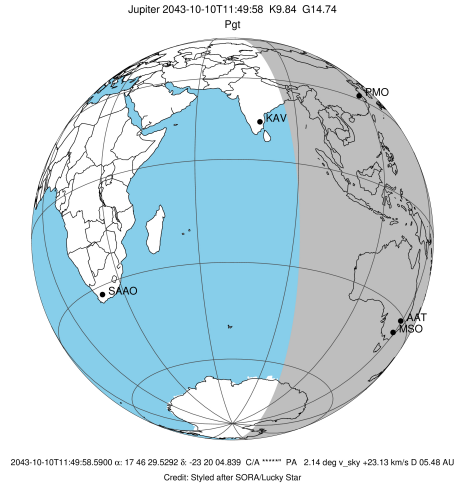 Jupiter 2043-10-10T11:49:58  K9.84  G14.74
Pgt
PMO
KAV
SAAO
AAT
MSO
2043-10-10T11:49:58.5900 α: 17 46 29.5292 δ: -23 20 04.839  C/A *****"  PA   2.14 deg v_sky +23.13 km/s D 05.48 AU
Credit: Styled after SORA/Lucky Star